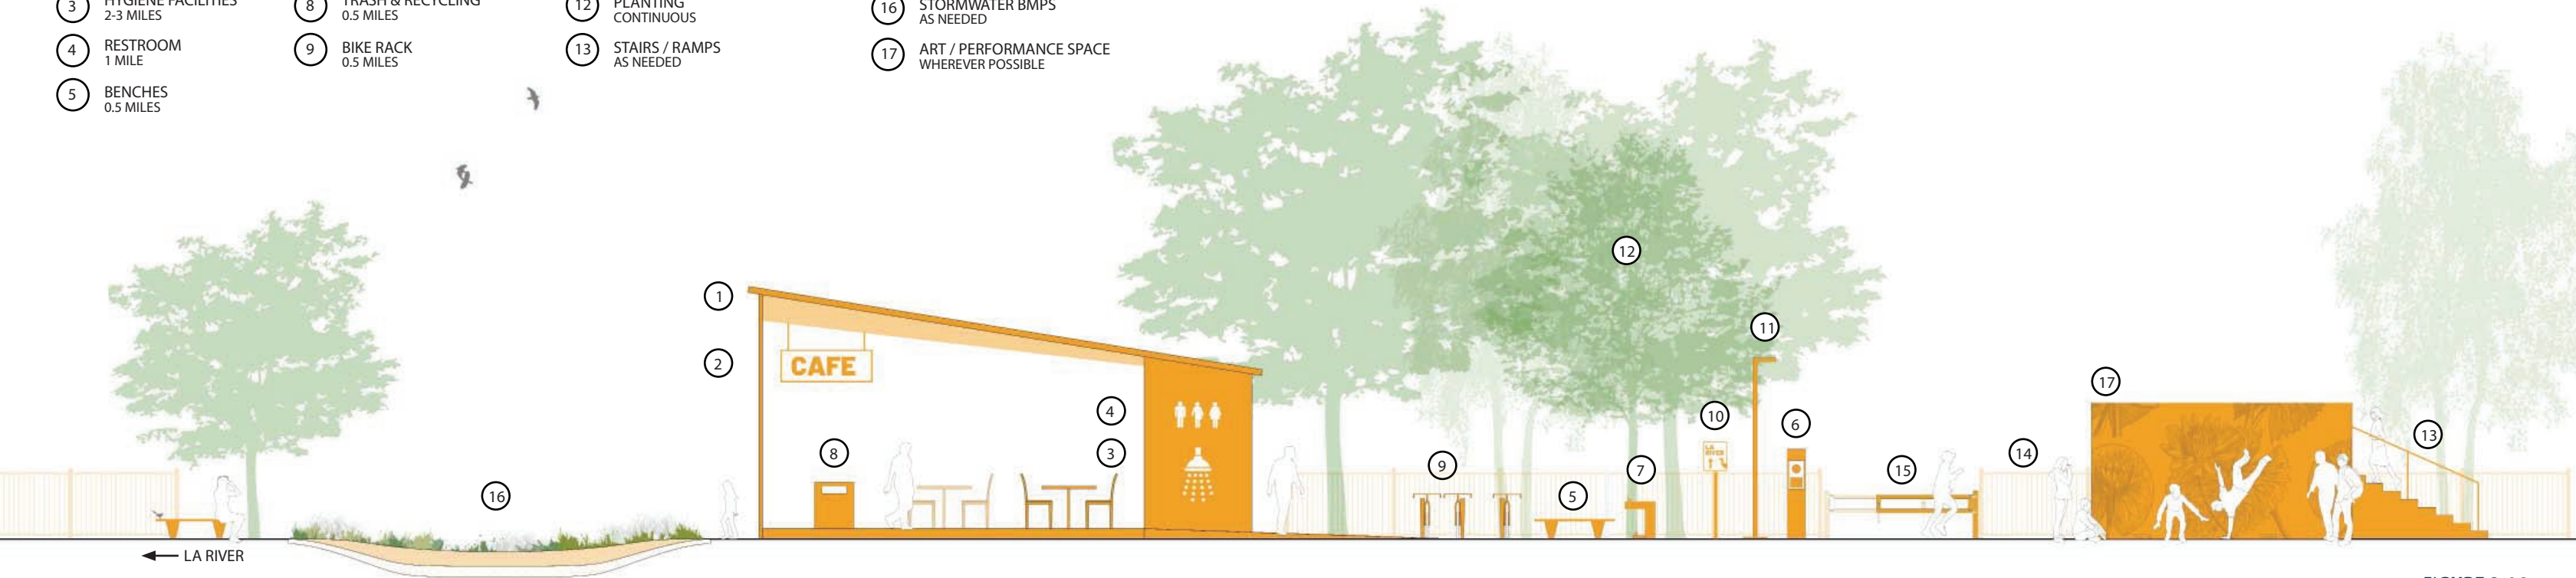 3 HYGIENE FACILITIES
2-3 MILES
4 RESTROOM
1 MILE
5 BENCHES
0.5 MILES
8 TRASH & RECYCLING
0.5 MILES
9 BIKE RACK
0.5 MILES
12 PLANTING
CONTINUOUS
13 STAIRS / RAMPS
AS NEEDED
16 STORMWATER BMPS
AS NEEDED
17 ART / PERFORMANCE SPACE
WHEREVER POSSIBLE
12
1
11
2
CAFE
17
4
10
6
13
8
3
9
7
15
14
16
5
LA
RIVER
LA RIVER